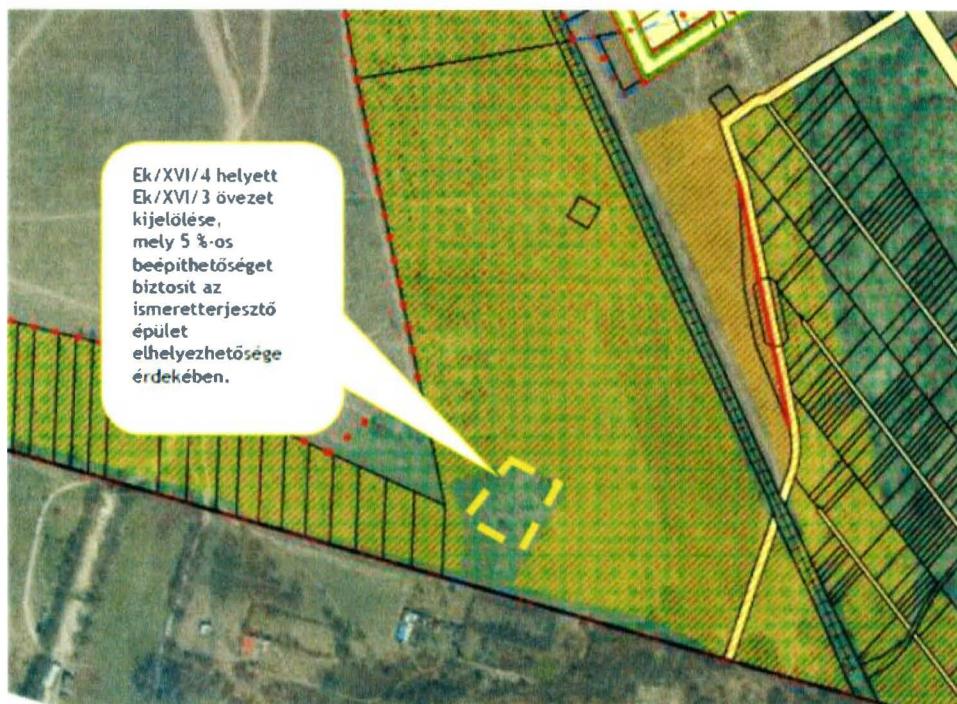 Ek/XVI/4 helyett
Ek/XVI/3 övezet
kijelölése,
mely 5 %-os
beépíthetőséget
biztosít az
ismeretterjesztő
épület
elhelyezhetősége
érdekében.